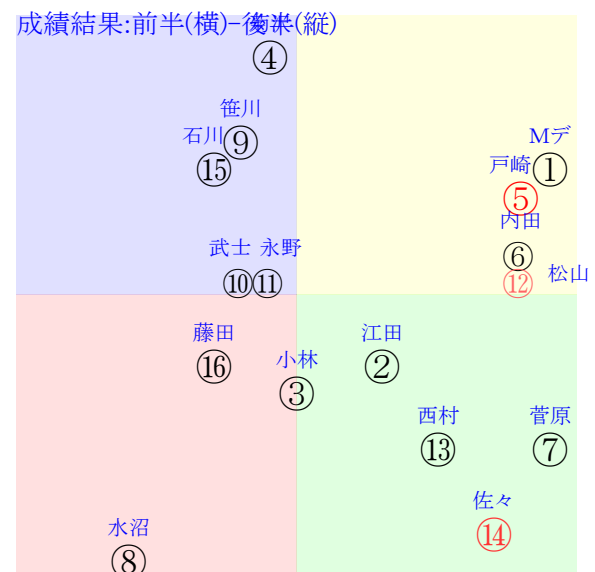 成績結果:前半(横)-後半(縦)
④
笹川
⑨
石川
⑮
Mデ
①
戸崎
⑤
内田
⑥
松山
⑫
武士 永野
⑩⑪
藤田
⑯
小林
③
江田
②
西村
⑬
菅原
⑦
佐々
⑭
水沼
⑧